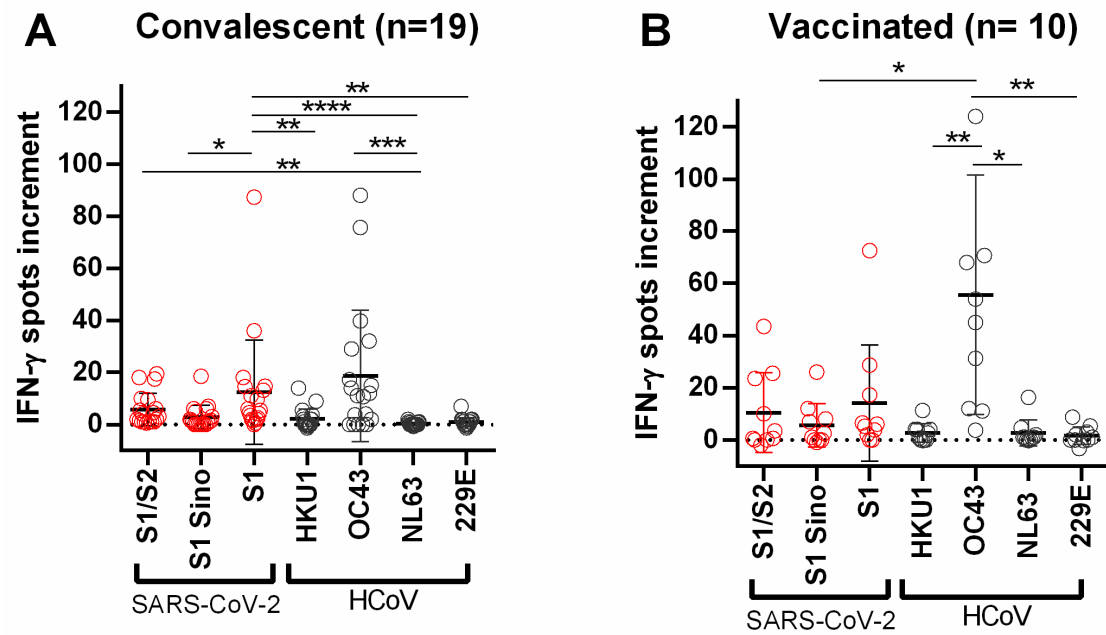 A
Convalescent (n=19)
IFN-γ spots increment
120
100
80
60
40
20
0
**
****
**
*
***
**
S1/S2
S1 Sino
S1
HKU1
OC43
NL63
229E
SARS-CoV-2
HCoV
B
Vaccinated (n= 10)
IFN-γ spots increment
120
100
80
60
40
20
0
*
**
**
*
S1/S2
S1 Sino
S1
HKU1
OC43
NL63
229E
SARS-CoV-2
HCoV